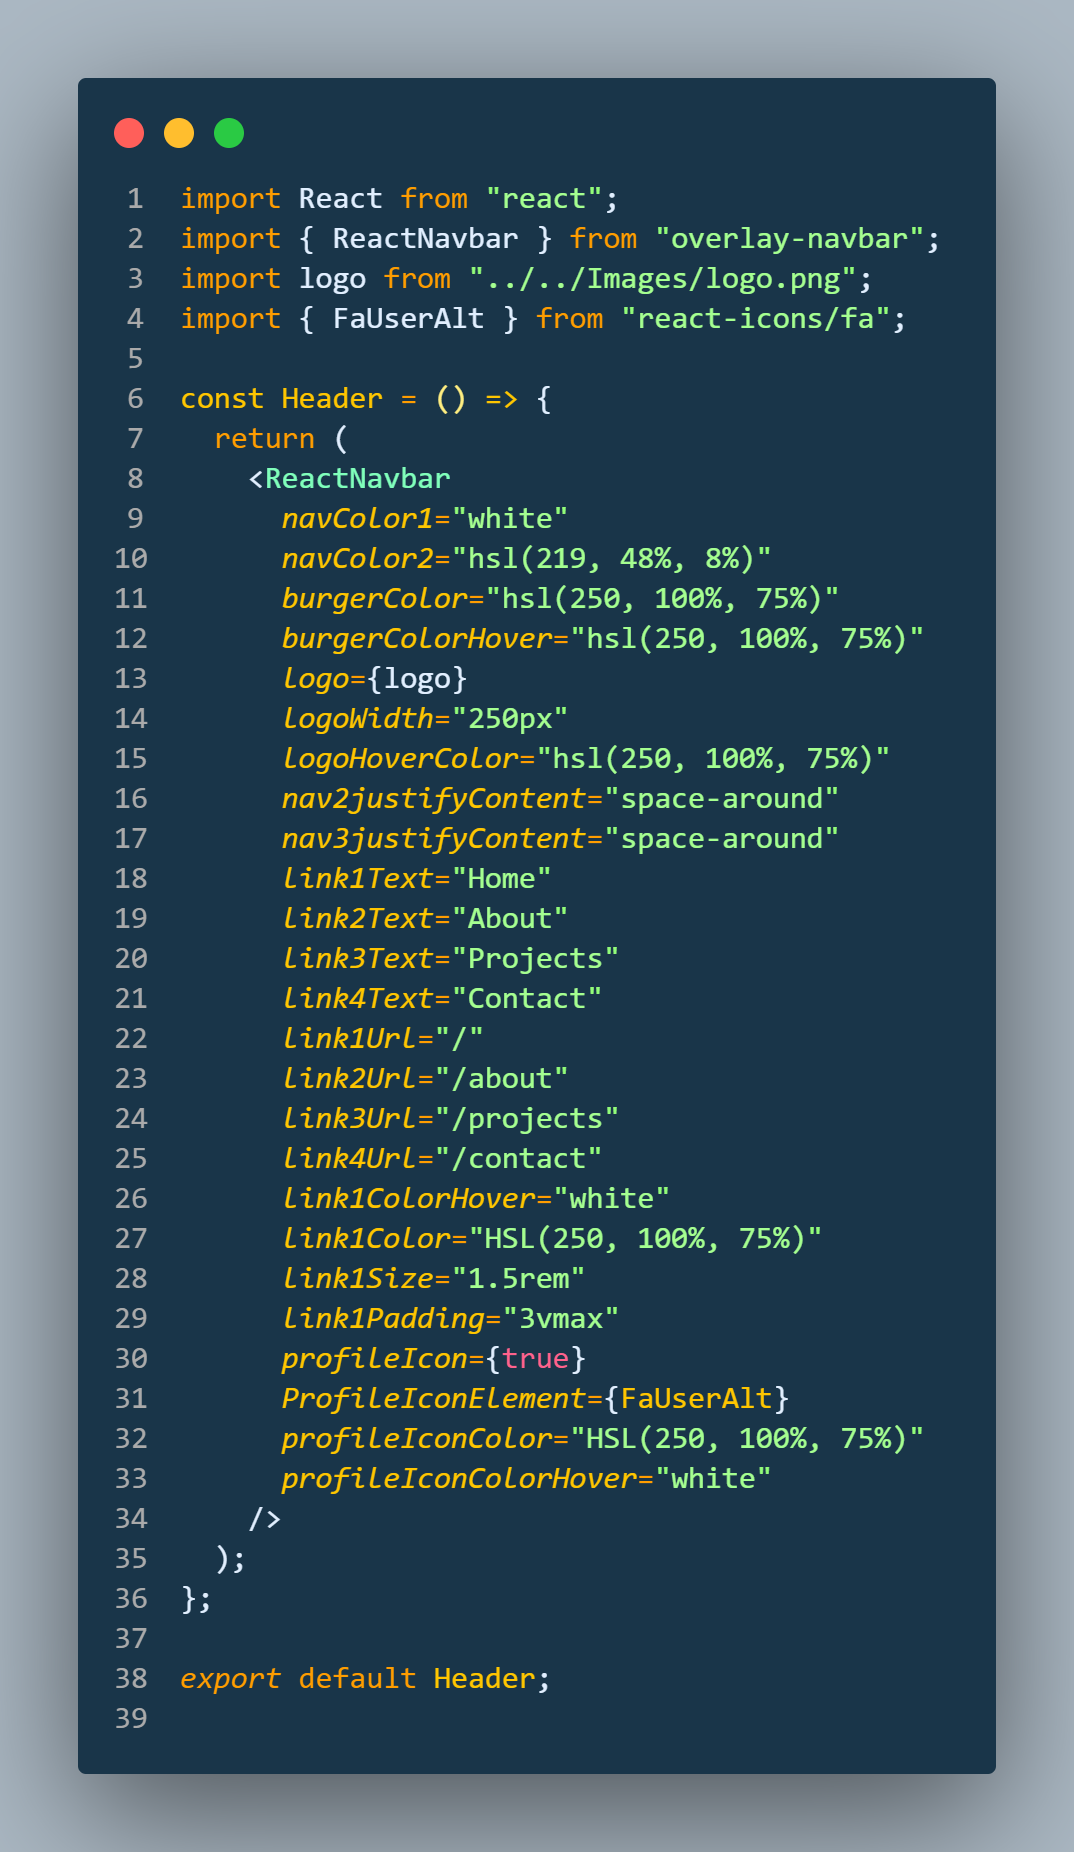 1 import React from "react";
2 import { ReactNavbar } from "overlay-navbar";
3 import logo from "../../Images/logo.png";
4 import { FaUserAlt } from "react-icons/fa";
5
6 const Header = () => {
7   return (
8     <ReactNavbar
9       navColor1="white"
10       navColor2="hsl(219, 48%, 8%)"
11       burgerColor="hsl(250, 100%, 75%)"
12       burgerColorHover="hsl(250, 100%, 75%)"
13       logo={logo}
14       logoWidth="250px"
15       logoHoverColor="hsl(250, 100%, 75%)"
16       nav2justifyContent="space-around"
17       nav3justifyContent="space-around"
18       link1Text="Home"
19       link2Text="About"
20       link3Text="Projects"
21       link4Text="Contact"
22       link1Url="/"
23       link2Url="/about"
24       link3Url="/projects"
25       link4Url="/contact"
26       link1ColorHover="white"
27       link1Color="HSL(250, 100%, 75%)"
28       link1Size="1.5rem"
29       link1Padding="3vmax"
30       profileIcon={true}
31       ProfileIconElement={FaUserAlt}
32       profileIconColor="HSL(250, 100%, 75%)"
33       profileIconColorHover="white"
34     />
35   );
36 };
37
38 export default Header;
39